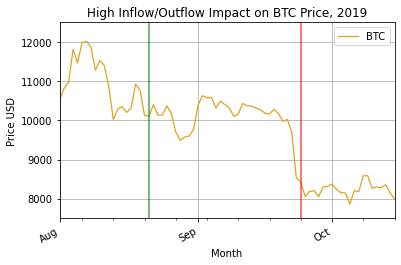 High Inflow/Outflow Impact on BTC Price, 2019
BTC
12000
11000
10000
9000
8000
Price USD
Aug
Sep
Oct
Month